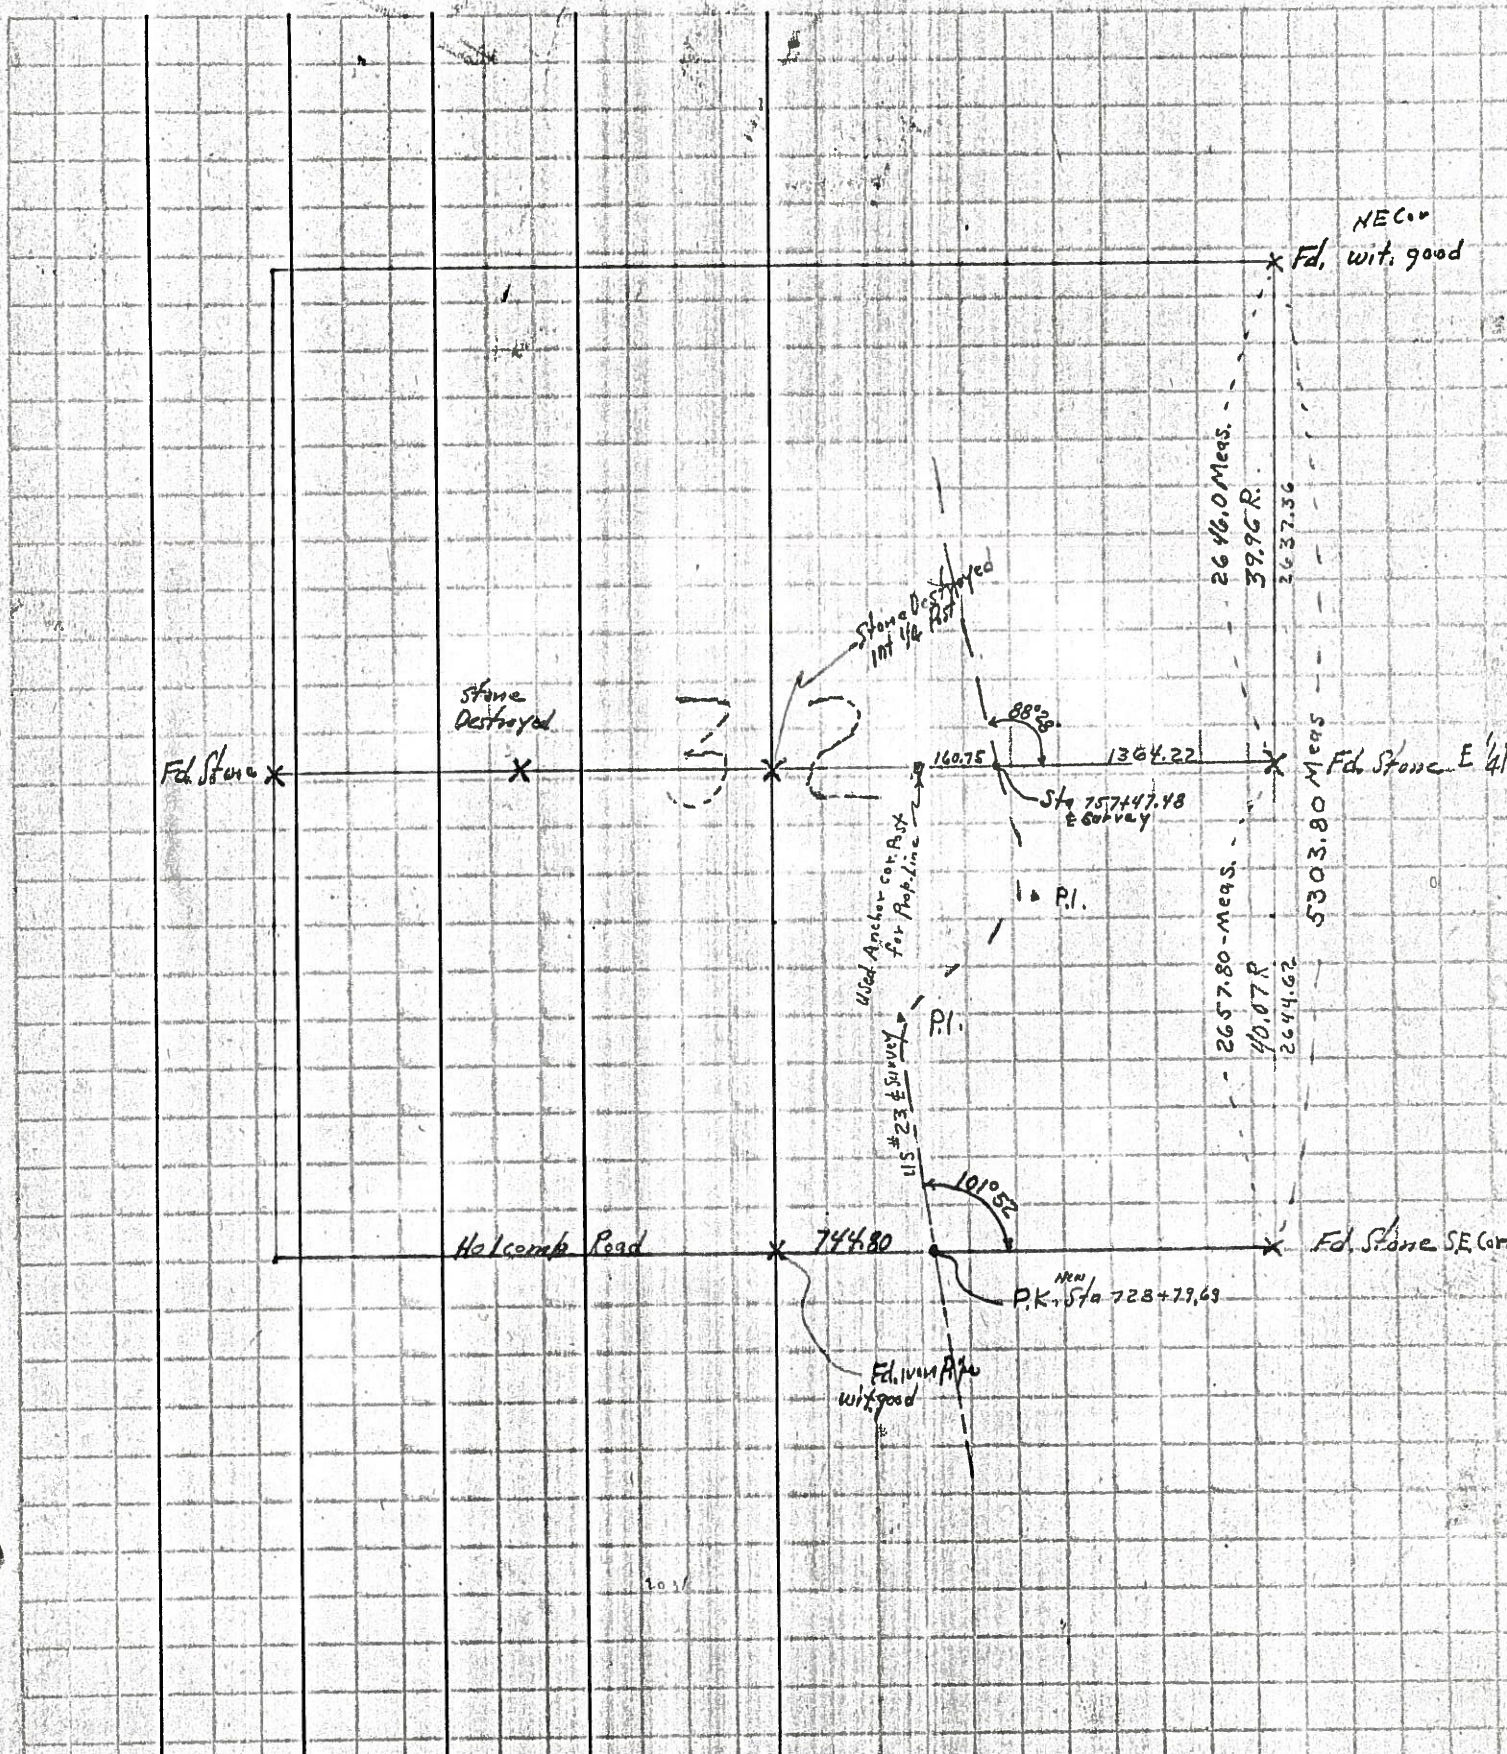 NE Cor
Fd. wit. good
2646.0 Meas.
39.96 R.
2637.36
Stone Destroyed
Int 1/4 Post
Stone
Destroyed
32
88°28'
Fd. Stone
160.75
1364.22
Fd. Stone E 1/4
Sta 757+47.48
℄ Survey
5303.80 Meas
Used Anchor cor. Post
for Prop. Line
P.I.
2657.80-Meas.
40.07 R
2644.62
P.I.
US #23 ℄ Survey
101°52
Holcomb Road
744.80
Fd. Stone S.E. Cor
New
P.K. Sta 728+79.69
Fd. iron Pipe
wit good